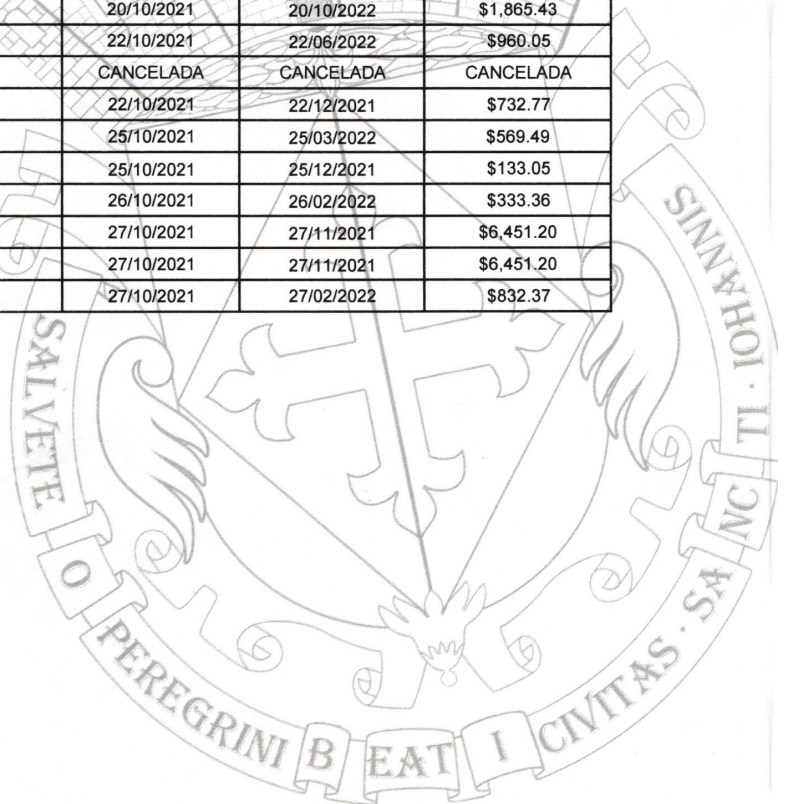 20/10/2021 20/10/2022 $1,865.43
22/10/2021 22/06/2022 $960.05
CANCELADA CANCELADA CANCELADA
22/10/2021 22/12/2021 $732.77
25/10/2021 25/03/2022 $569.49
25/10/2021 25/12/2021 $133.05
26/10/2021 26/02/2022 $333.36
27/10/2021 27/11/2021 $6,451.20
27/10/2021 27/11/2021 $6,451.20
27/10/2021 27/02/2022 $832.37
SALVETE O PEREGRINI BEATI CIVITAS · SANCTI · IOHANNIS